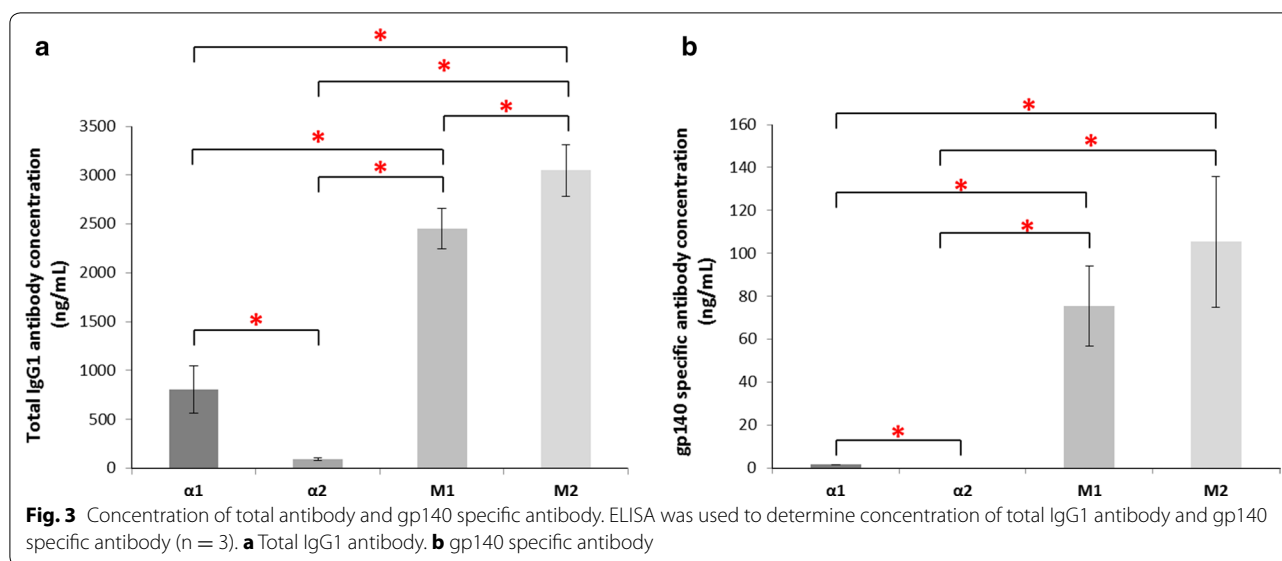 a
b
*
*
*
*
*
*
Total IgG1 antibody concentration
(ng/mL)
3500
3000
2500
2000
1500
1000
500
0
α1
α2
M1
M2
*
*
*
*
*
gp140 specific antibody concentration
(ng/mL)
160
140
120
100
80
60
40
20
0
α1
α2
M1
M2
Fig. 3 Concentration of total antibody and gp140 specific antibody. ELISA was used to determine concentration of total IgG1 antibody and gp140
specific antibody (n = 3). a Total IgG1 antibody. b gp140 specific antibody